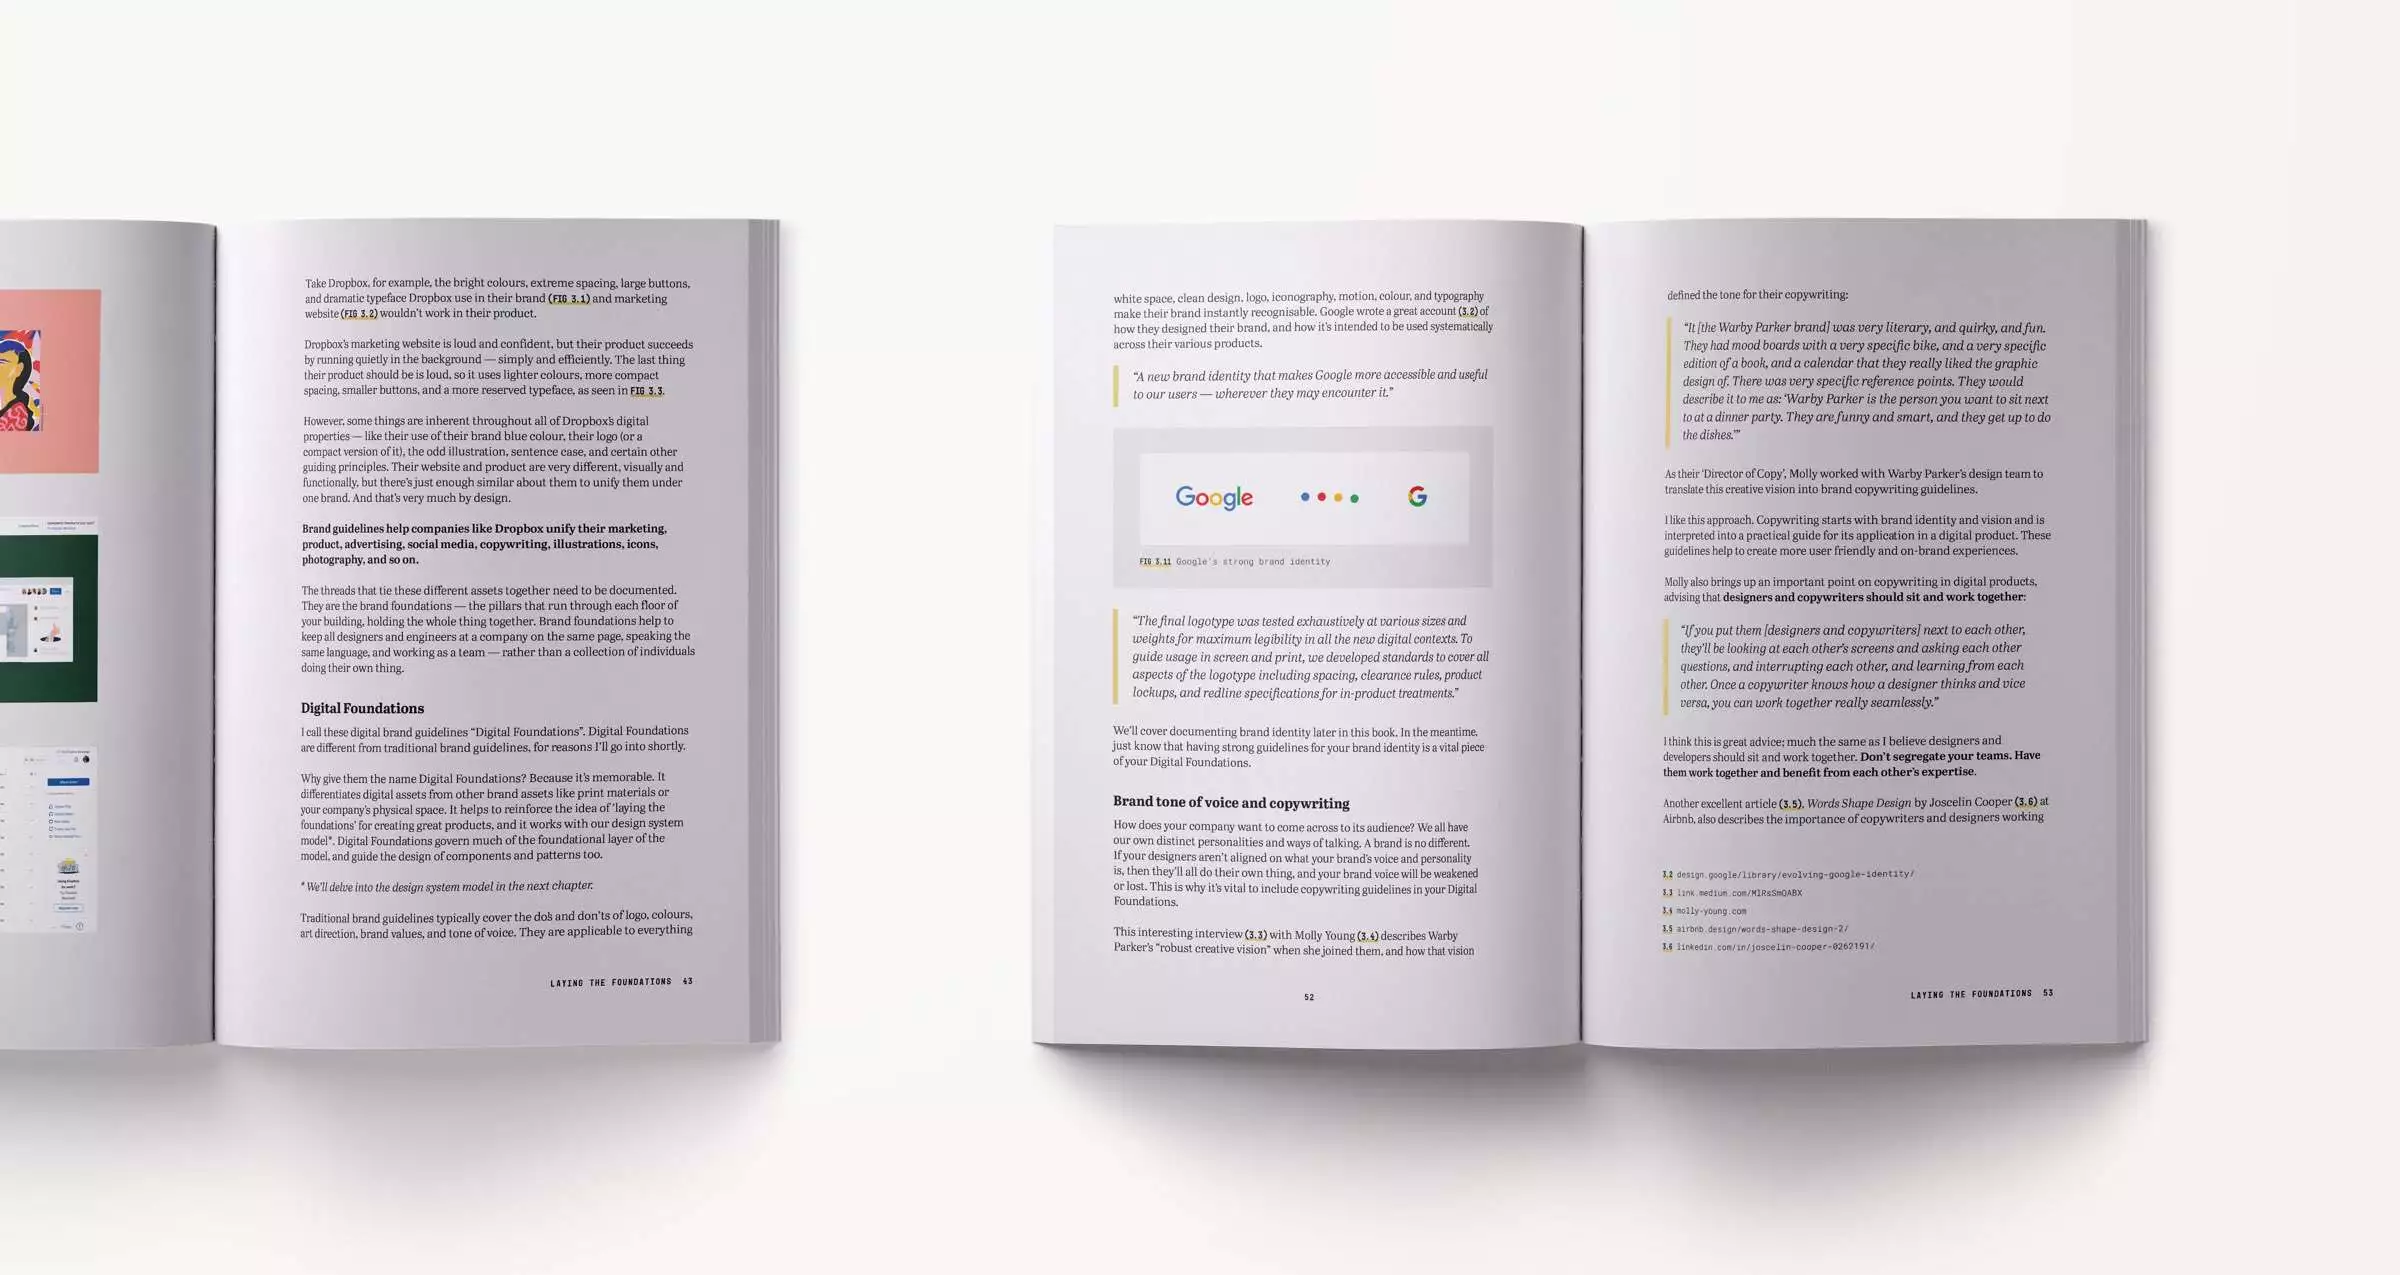 Take Dropbox, for example, the bright colours, extreme spacing, large buttons,
and dramatic typeface Dropbox use in their brand (FIG 3.1) and marketing
website (FIG 3.2) wouldn't work in their product.
Dropbox's marketing website is loud and confident, but their product succeeds
by running quietly in the background — simply and efficiently. The last thing
their product should be is loud, so it uses lighter colours, more compact
spacing, smaller buttons, and a more reserved typeface, as seen in FIG 3.3.
However, some things are inherent throughout all of Dropbox's digital
properties — like their use of their brand blue colour, their logo (or a
compact version of it), the odd illustration, sentence case, and certain other
guiding principles. Their website and product are very different, visually and
functionally, but there's just enough similar about them to unify them under
one brand. And that's very much by design.
Brand guidelines help companies like Dropbox unify their marketing,
product, advertising, social media, copywriting, illustrations, icons,
photography, and so on.
The threads that tie these different assets together need to be documented.
They are the brand foundations — the pillars that run through each floor of
your building, holding the whole thing together. Brand foundations help to
keep all designers and engineers at a company on the same page, speaking the
same language, and working as a team — rather than a collection of individuals
doing their own thing.
Digital Foundations
I call these digital brand guidelines "Digital Foundations". Digital Foundations
are different from traditional brand guidelines, for reasons I'll go into shortly.
Why give them the name Digital Foundations? Because it's memorable. It
differentiates digital assets from other brand assets like print materials or
your company's physical space. It helps to reinforce the idea of 'laying the
foundations' for creating great products, and it works with our design system
model*. Digital Foundations govern much of the foundational layer of the
model, and guide the design of components and patterns too.
* We'll delve into the design system model in the next chapter.
Traditional brand guidelines typically cover the do's and don'ts of logo, colours,
art direction, brand values, and tone of voice. They are applicable to everything
LAYING THE FOUNDATIONS 43
white space, clean design, logo, iconography, motion, colour, and typography
make their brand instantly recognisable. Google wrote a great account (3.2) of
how they designed their brand, and how it's intended to be used systematically
across their various products.
"A new brand identity that makes Google more accessible and useful
to our users — wherever they may encounter it."
Google G
FIG 3.11 Google's strong brand identity
"The final logotype was tested exhaustively at various sizes and
weights for maximum legibility in all the new digital contexts. To
guide usage in screen and print, we developed standards to cover all
aspects of the logotype including spacing, clearance rules, product
lockups, and redline specifications for in-product treatments."
We'll cover documenting brand identity later in this book. In the meantime,
just know that having strong guidelines for your brand identity is a vital piece
of your Digital Foundations.
Brand tone of voice and copywriting
How does your company want to come across to its audience? We all have
our own distinct personalities and ways of talking. A brand is no different.
If your designers aren't aligned on what your brand's voice and personality
is, then they'll all do their own thing, and your brand voice will be weakened
or lost. This is why it's vital to include copywriting guidelines in your Digital
Foundations.
This interesting interview (3.3) with Molly Young (3.4) describes Warby
Parker's "robust creative vision" when she joined them, and how that vision
52
defined the tone for their copywriting:
"It [the Warby Parker brand] was very literary, and quirky, and fun.
They had mood boards with a very specific bike, and a very specific
edition of a book, and a calendar that they really liked the graphic
design of. There was very specific reference points. They would
describe it to me as: 'Warby Parker is the person you want to sit next
to at a dinner party. They are funny and smart, and they get up to do
the dishes.'"
As their 'Director of Copy', Molly worked with Warby Parker's design team to
translate this creative vision into brand copywriting guidelines.
I like this approach. Copywriting starts with brand identity and vision and is
interpreted into a practical guide for its application in a digital product. These
guidelines help to create more user friendly and on-brand experiences.
Molly also brings up an important point on copywriting in digital products,
advising that designers and copywriters should sit and work together:
"If you put them [designers and copywriters] next to each other,
they'll be looking at each other's screens and asking each other
questions, and interrupting each other, and learning from each
other. Once a copywriter knows how a designer thinks and vice
versa, you can work together really seamlessly."
I think this is great advice; much the same as I believe designers and
developers should sit and work together. Don't segregate your teams. Have
them work together and benefit from each other's expertise.
Another excellent article (3.5), Words Shape Design by Joscelin Cooper (3.6) at
Airbnb, also describes the importance of copywriters and designers working
3.2 design.google/library/evolving-google-identity/
3.3 link.medium.com/MlRsSmQABX
3.4 molly-young.com
3.5 airbnb.design/words-shape-design-2/
3.6 linkedin.com/in/joscelin-cooper-0262191/
LAYING THE FOUNDATIONS 53